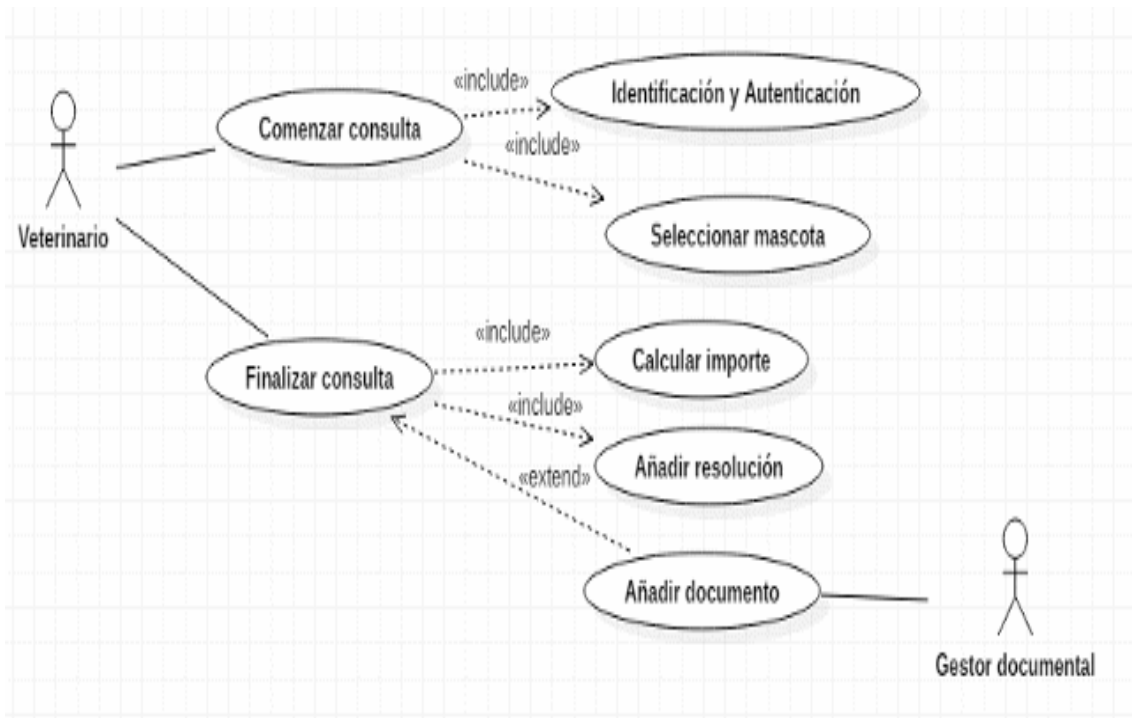 «include»
Identificación y Autenticación
Comenzar consulta
«include»
Veterinario
Seleccionar mascota
«include»
Calcular importe
Finalizar consulta
«include»
Añadir resolución
«extend»
Añadir documento
Gestor documental